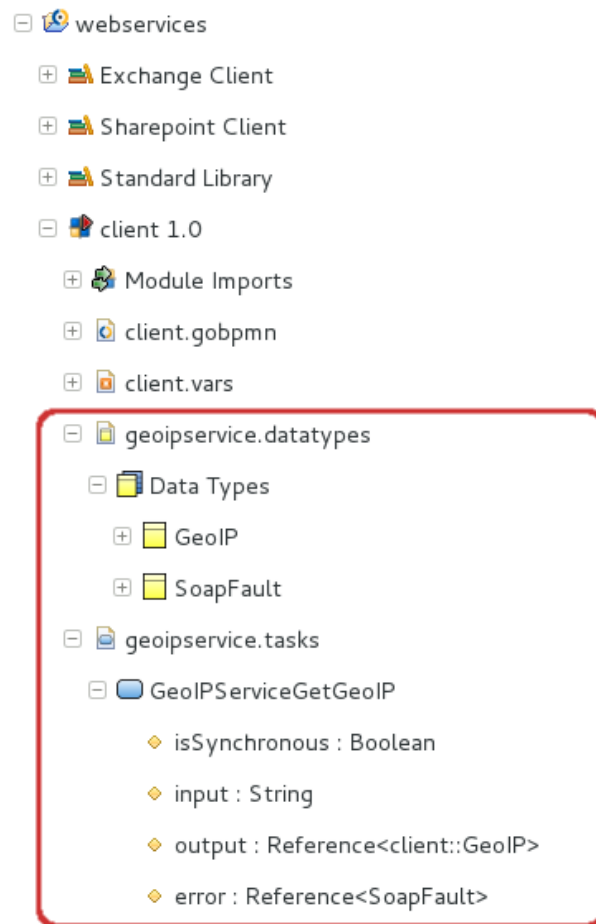 webservices
Exchange Client
Sharepoint Client
Standard Library
client 1.0
Module Imports
client.gobpmn
client.vars
geoipservice.datatypes
Data Types
GeoIP
SoapFault
geoipservice.tasks
GeoIPServiceGetGeoIP
isSynchronous : Boolean
input : String
output : Reference<client::GeoIP>
error : Reference<SoapFault>